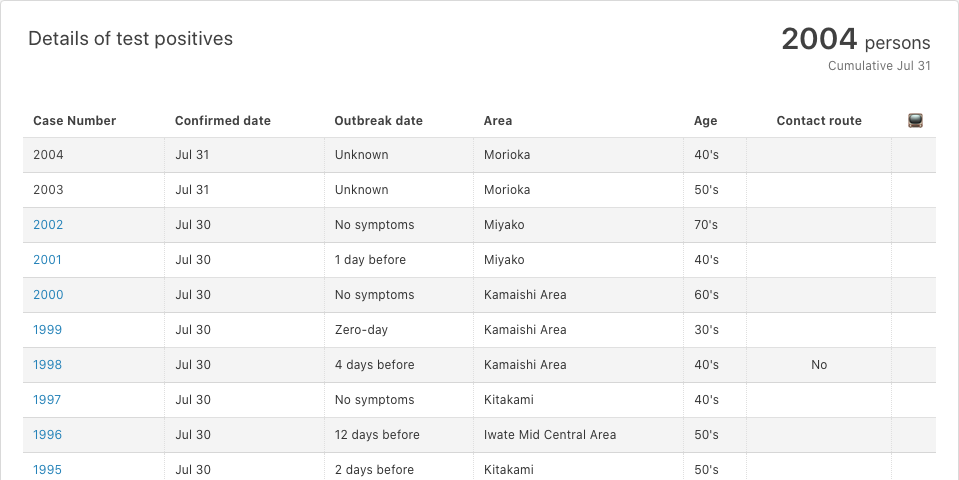 Details of test positives
2004 persons
Cumulative Jul 31
Case Number Confirmed date Outbreak date Area Age Contact route
2004 Jul 31 Unknown Morioka 40's
2003 Jul 31 Unknown Morioka 50's
2002 Jul 30 No symptoms Miyako 70's
2001 Jul 30 1 day before Miyako 40's
2000 Jul 30 No symptoms Kamaishi Area 60's
1999 Jul 30 Zero-day Kamaishi Area 30's
1998 Jul 30 4 days before Kamaishi Area 40's No
1997 Jul 30 No symptoms Kitakami 40's
1996 Jul 30 12 days before Iwate Mid Central Area 50's
1995 Jul 30 2 days before Kitakami 50's